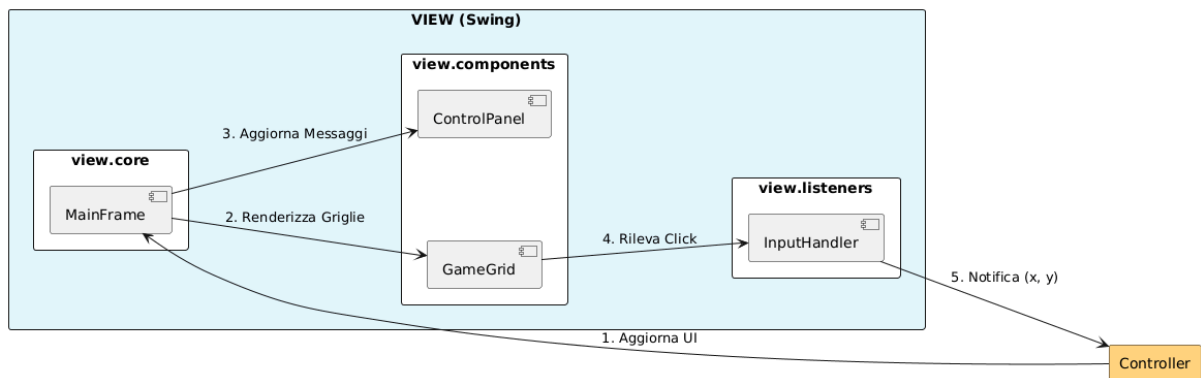 VIEW (Swing)
view.components
ControlPanel
3. Aggiorna Messaggi
view.core
MainFrame
2. Renderizza Griglie
GameGrid
view.listeners
4. Rileva Click
InputHandler
5. Notifica (x, y)
1. Aggiorna UI
Controller